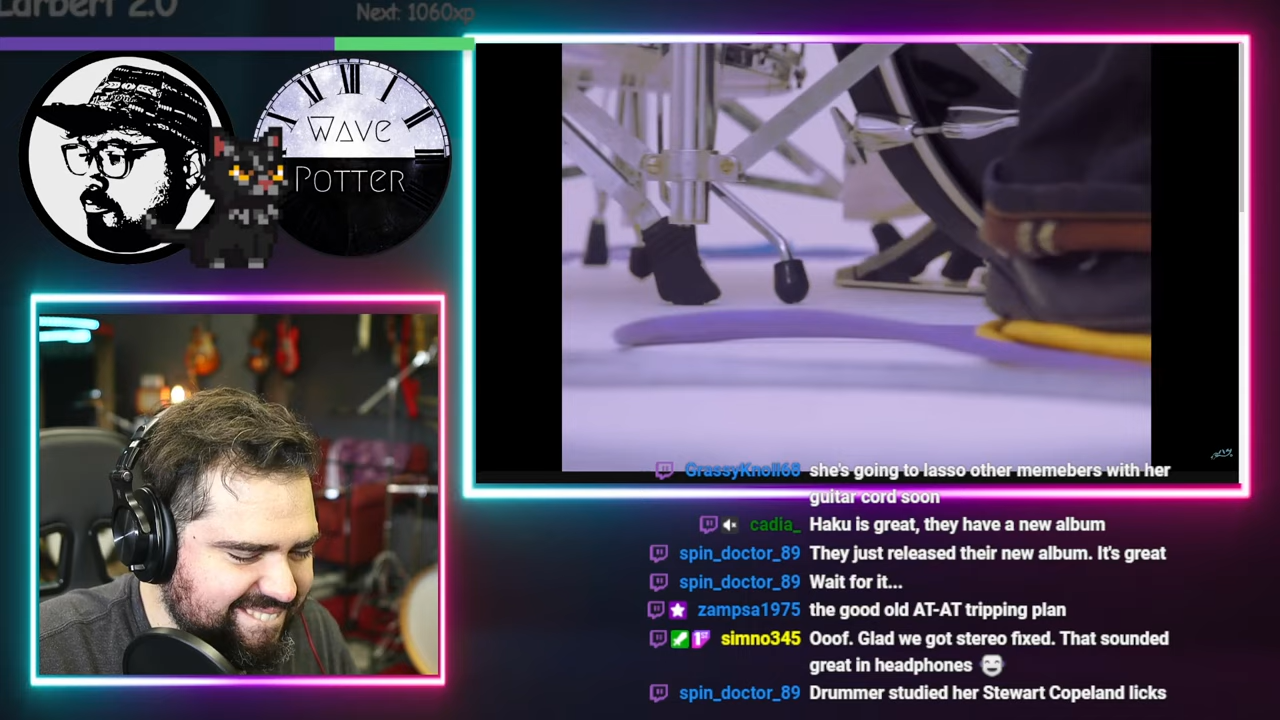 Next: 1060xp
WAVE
POTTER
GrassyKnoll68 she's going to lasso other memebers with her
guitar cord soon
cadia_ Haku is great, they have a new album
spin_doctor_89 They just released their new album. It's great
spin_doctor_89 Wait for it...
zampsa1975 the good old AT-AT tripping plan
simno345 Ooof. Glad we got stereo fixed. That sounded
great in headphones
spin_doctor_89 Drummer studied her Stewart Copeland licks